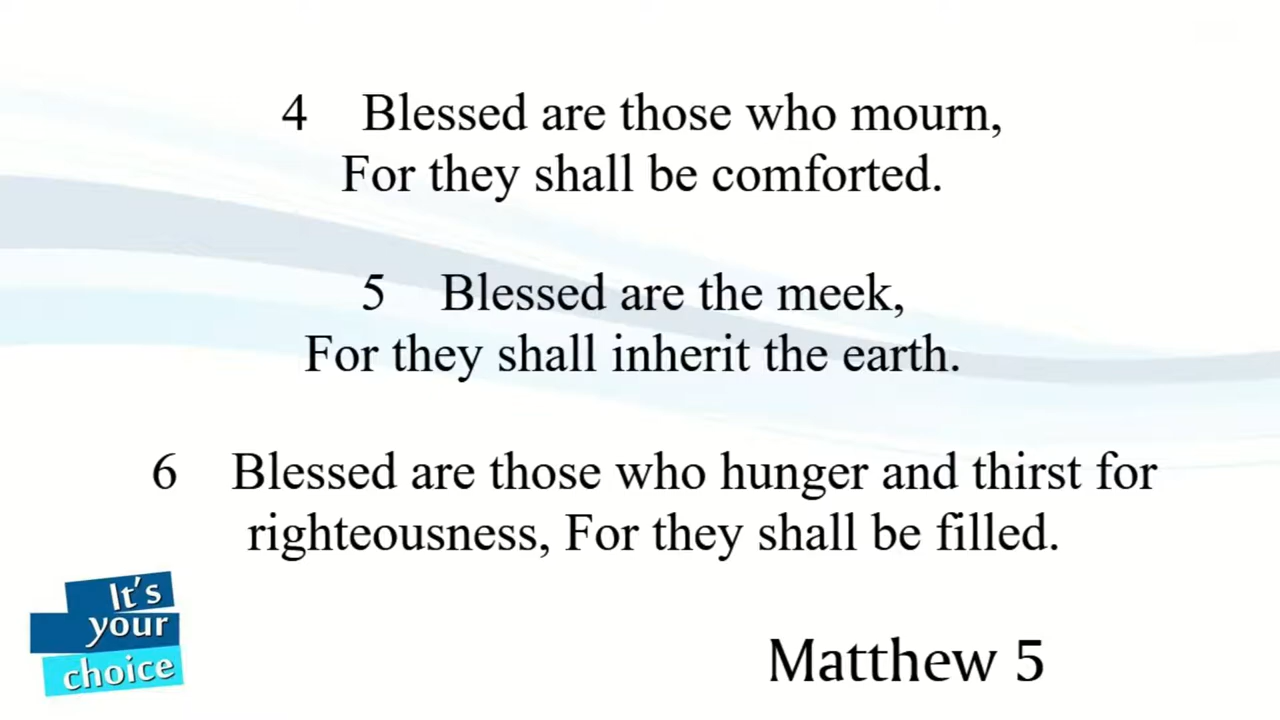 4 Blessed are those who mourn,
For they shall be comforted.
5 Blessed are the meek,
For they shall inherit the earth.
6 Blessed are those who hunger and thirst for
righteousness, For they shall be filled.
It's
your
choice
Matthew 5